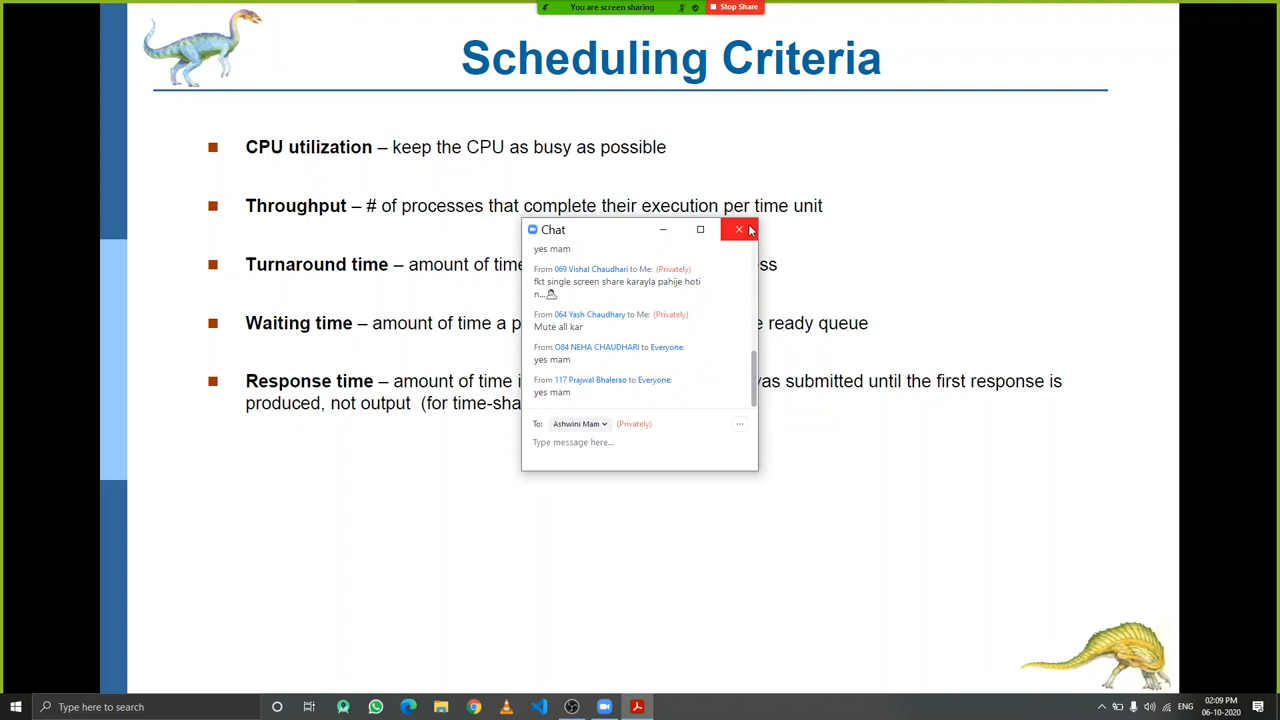 You are screen sharing
Stop Share
Scheduling Criteria
CPU utilization – keep the CPU as busy as possible
Throughput – # of processes that complete their execution per time unit
Turnaround time – amount of time
ss
Waiting time – amount of time a p
e ready queue
Response time – amount of time i
was submitted until the first response is
produced, not output (for time-sha
Chat
yes mam
From 069 Vishal Chaudhari to Me: (Privately)
fkt single screen share karayla pahije hoti
n...
From 064 Yash Chaudhary to Me: (Privately)
Mute all kar
From O84 NEHA CHAUDHARI to Everyone:
yes mam
From 117 Prajwal Bhalerao to Everyone:
yes mam
To: Ashwini Mam (Privately)
Type message here...
Type here to search
02:09 PM
06-10-2020